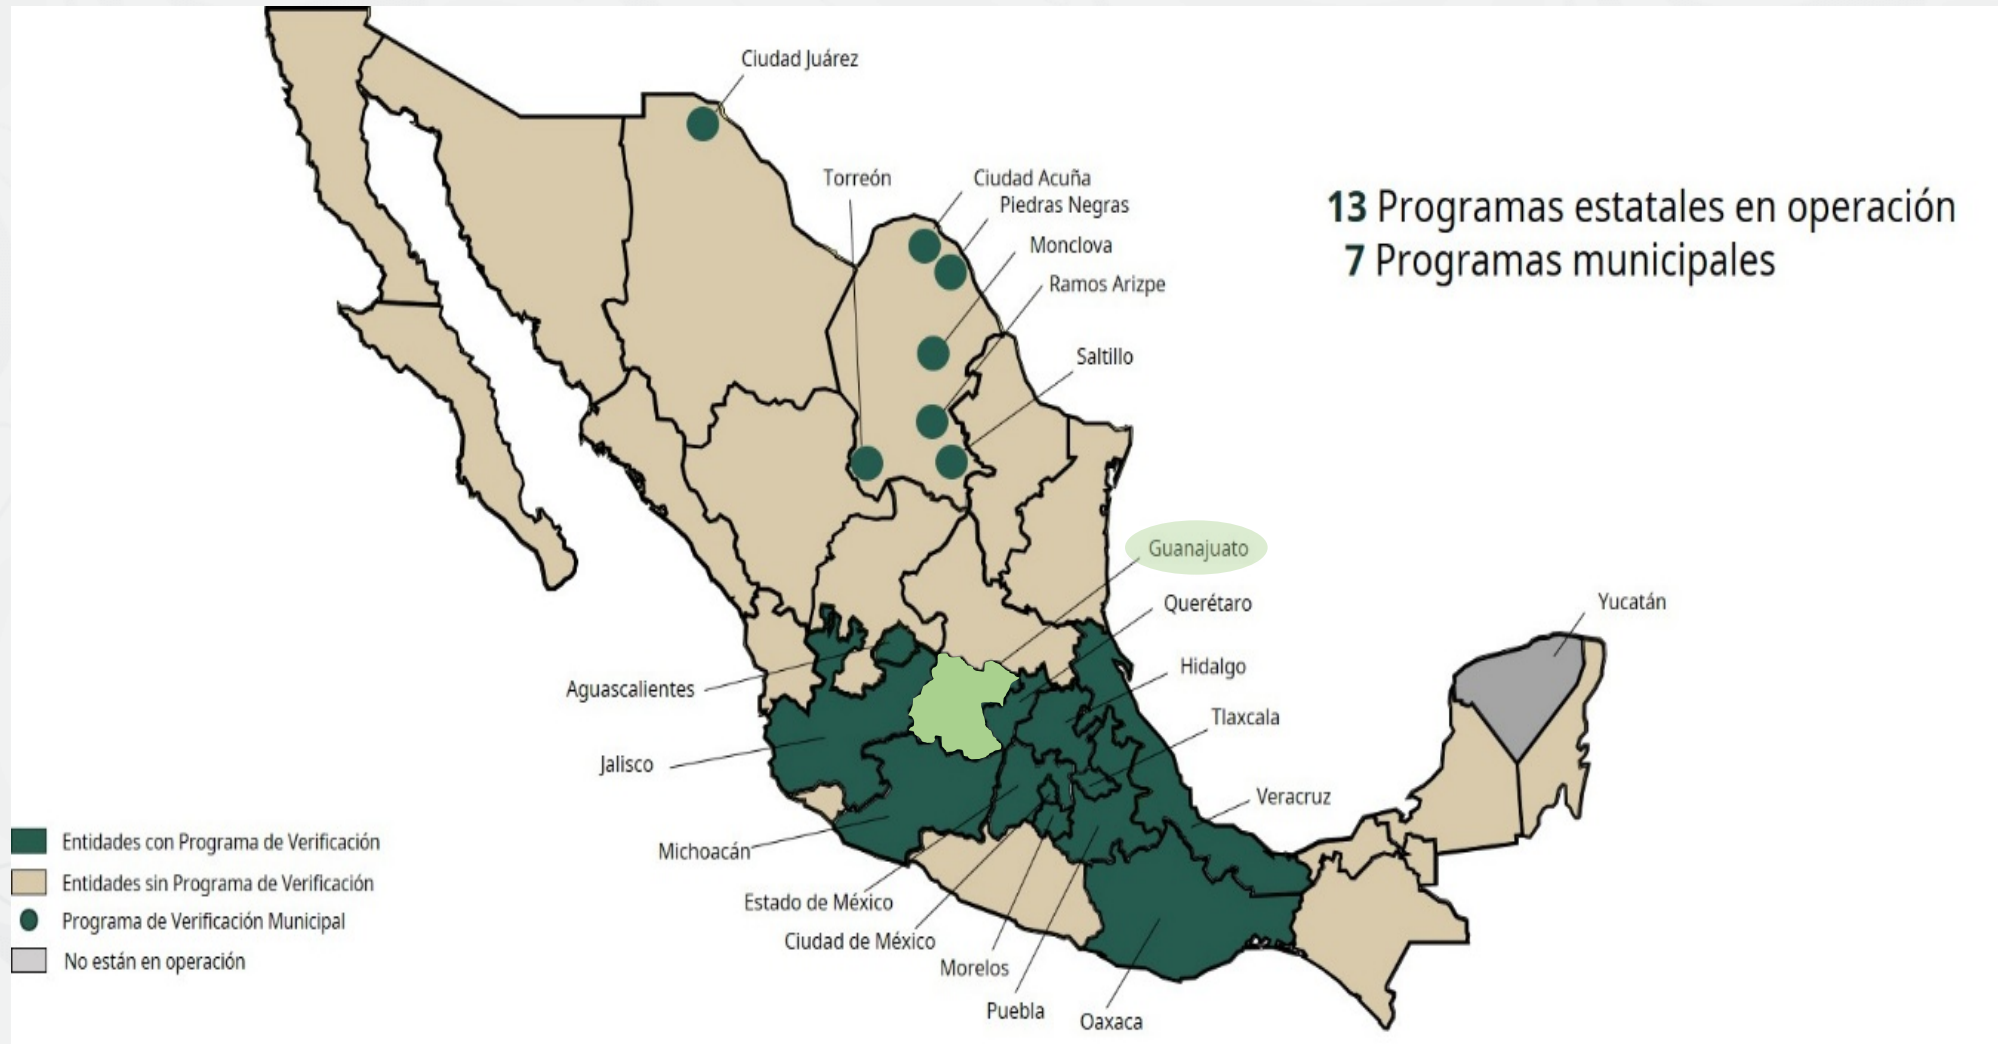 Ciudad Juárez
Torreón
Ciudad Acuña
Piedras Negras
Monclova
Ramos Arizpe
Saltillo
13 Programas estatales en operación
7 Programas municipales
Guanajuato
Querétaro
Hidalgo
Tlaxcala
Veracruz
Yucatán
Aguascalientes
Jalisco
Michoacán
Estado de México
Ciudad de México
Morelos
Puebla
Oaxaca
Entidades con Programa de Verificación
Entidades sin Programa de Verificación
Programa de Verificación Municipal
No están en operación